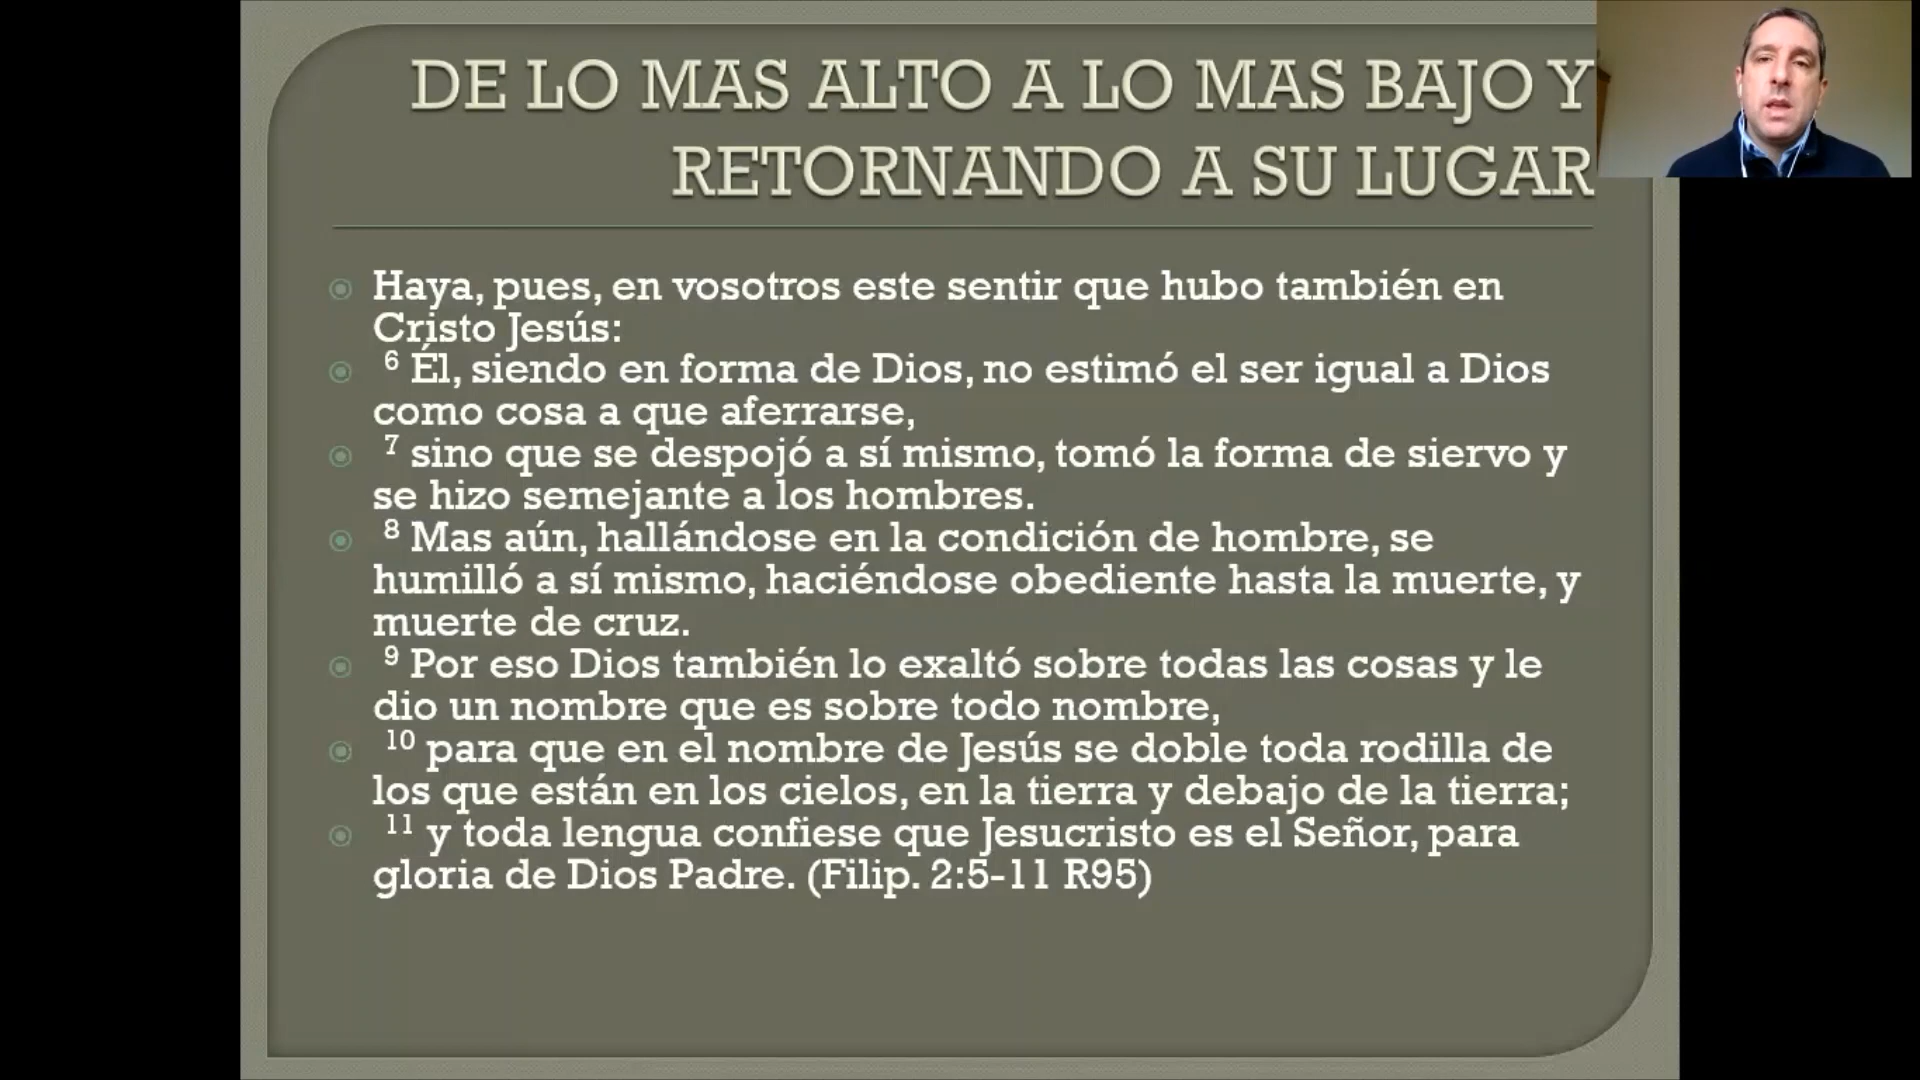 DE LO MAS ALTO A LO MAS BAJO Y
RETORNANDO A SU LUGAR
Haya, pues, en vosotros este sentir que hubo también en
Cristo Jesús:
6 Él, siendo en forma de Dios, no estimó el ser igual a Dios
como cosa a que aferrarse,
7 sino que se despojó a sí mismo, tomó la forma de siervo y
se hizo semejante a los hombres.
8 Mas aún, hallándose en la condición de hombre, se
humilló a sí mismo, haciéndose obediente hasta la muerte, y
muerte de cruz.
9 Por eso Dios también lo exaltó sobre todas las cosas y le
dio un nombre que es sobre todo nombre,
10 para que en el nombre de Jesús se doble toda rodilla de
los que están en los cielos, en la tierra y debajo de la tierra;
11 y toda lengua confiese que Jesucristo es el Señor, para
gloria de Dios Padre. (Filip. 2:5-11 R95)